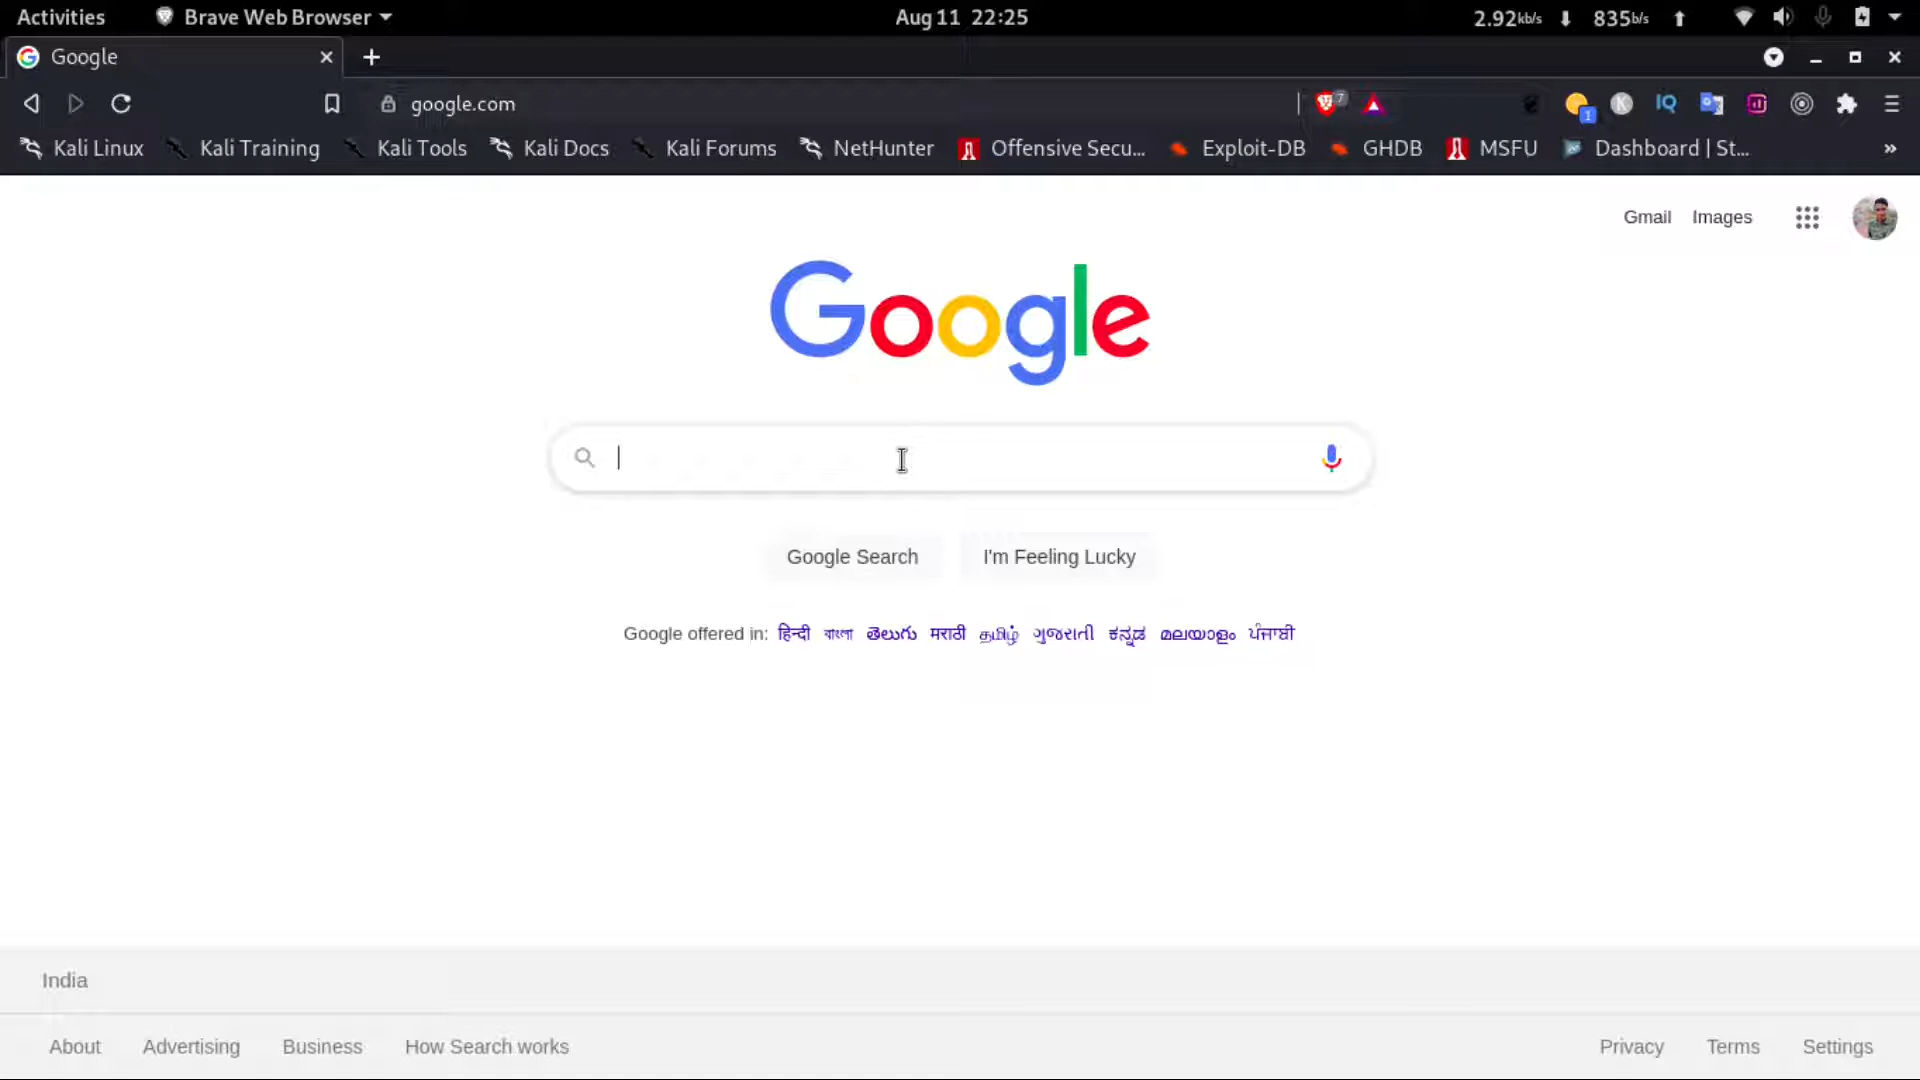 Activities Brave Web Browser Aug 11 22:25 2.92kb/s 835b/s
Google
google.com 7 1 IQ
Kali Linux Kali Training Kali Tools Kali Docs Kali Forums NetHunter Offensive Secu... Exploit-DB GHDB MSFU Dashboard | St... »
Gmail Images
Google
Google Search I'm Feeling Lucky
Google offered in: हिन्दी বাংলা తెలుగు मराठी தமிழ் ગુજરાતી ಕನ್ನಡ മലയാളം ਪੰਜਾਬੀ
India
About Advertising Business How Search works Privacy Terms Settings